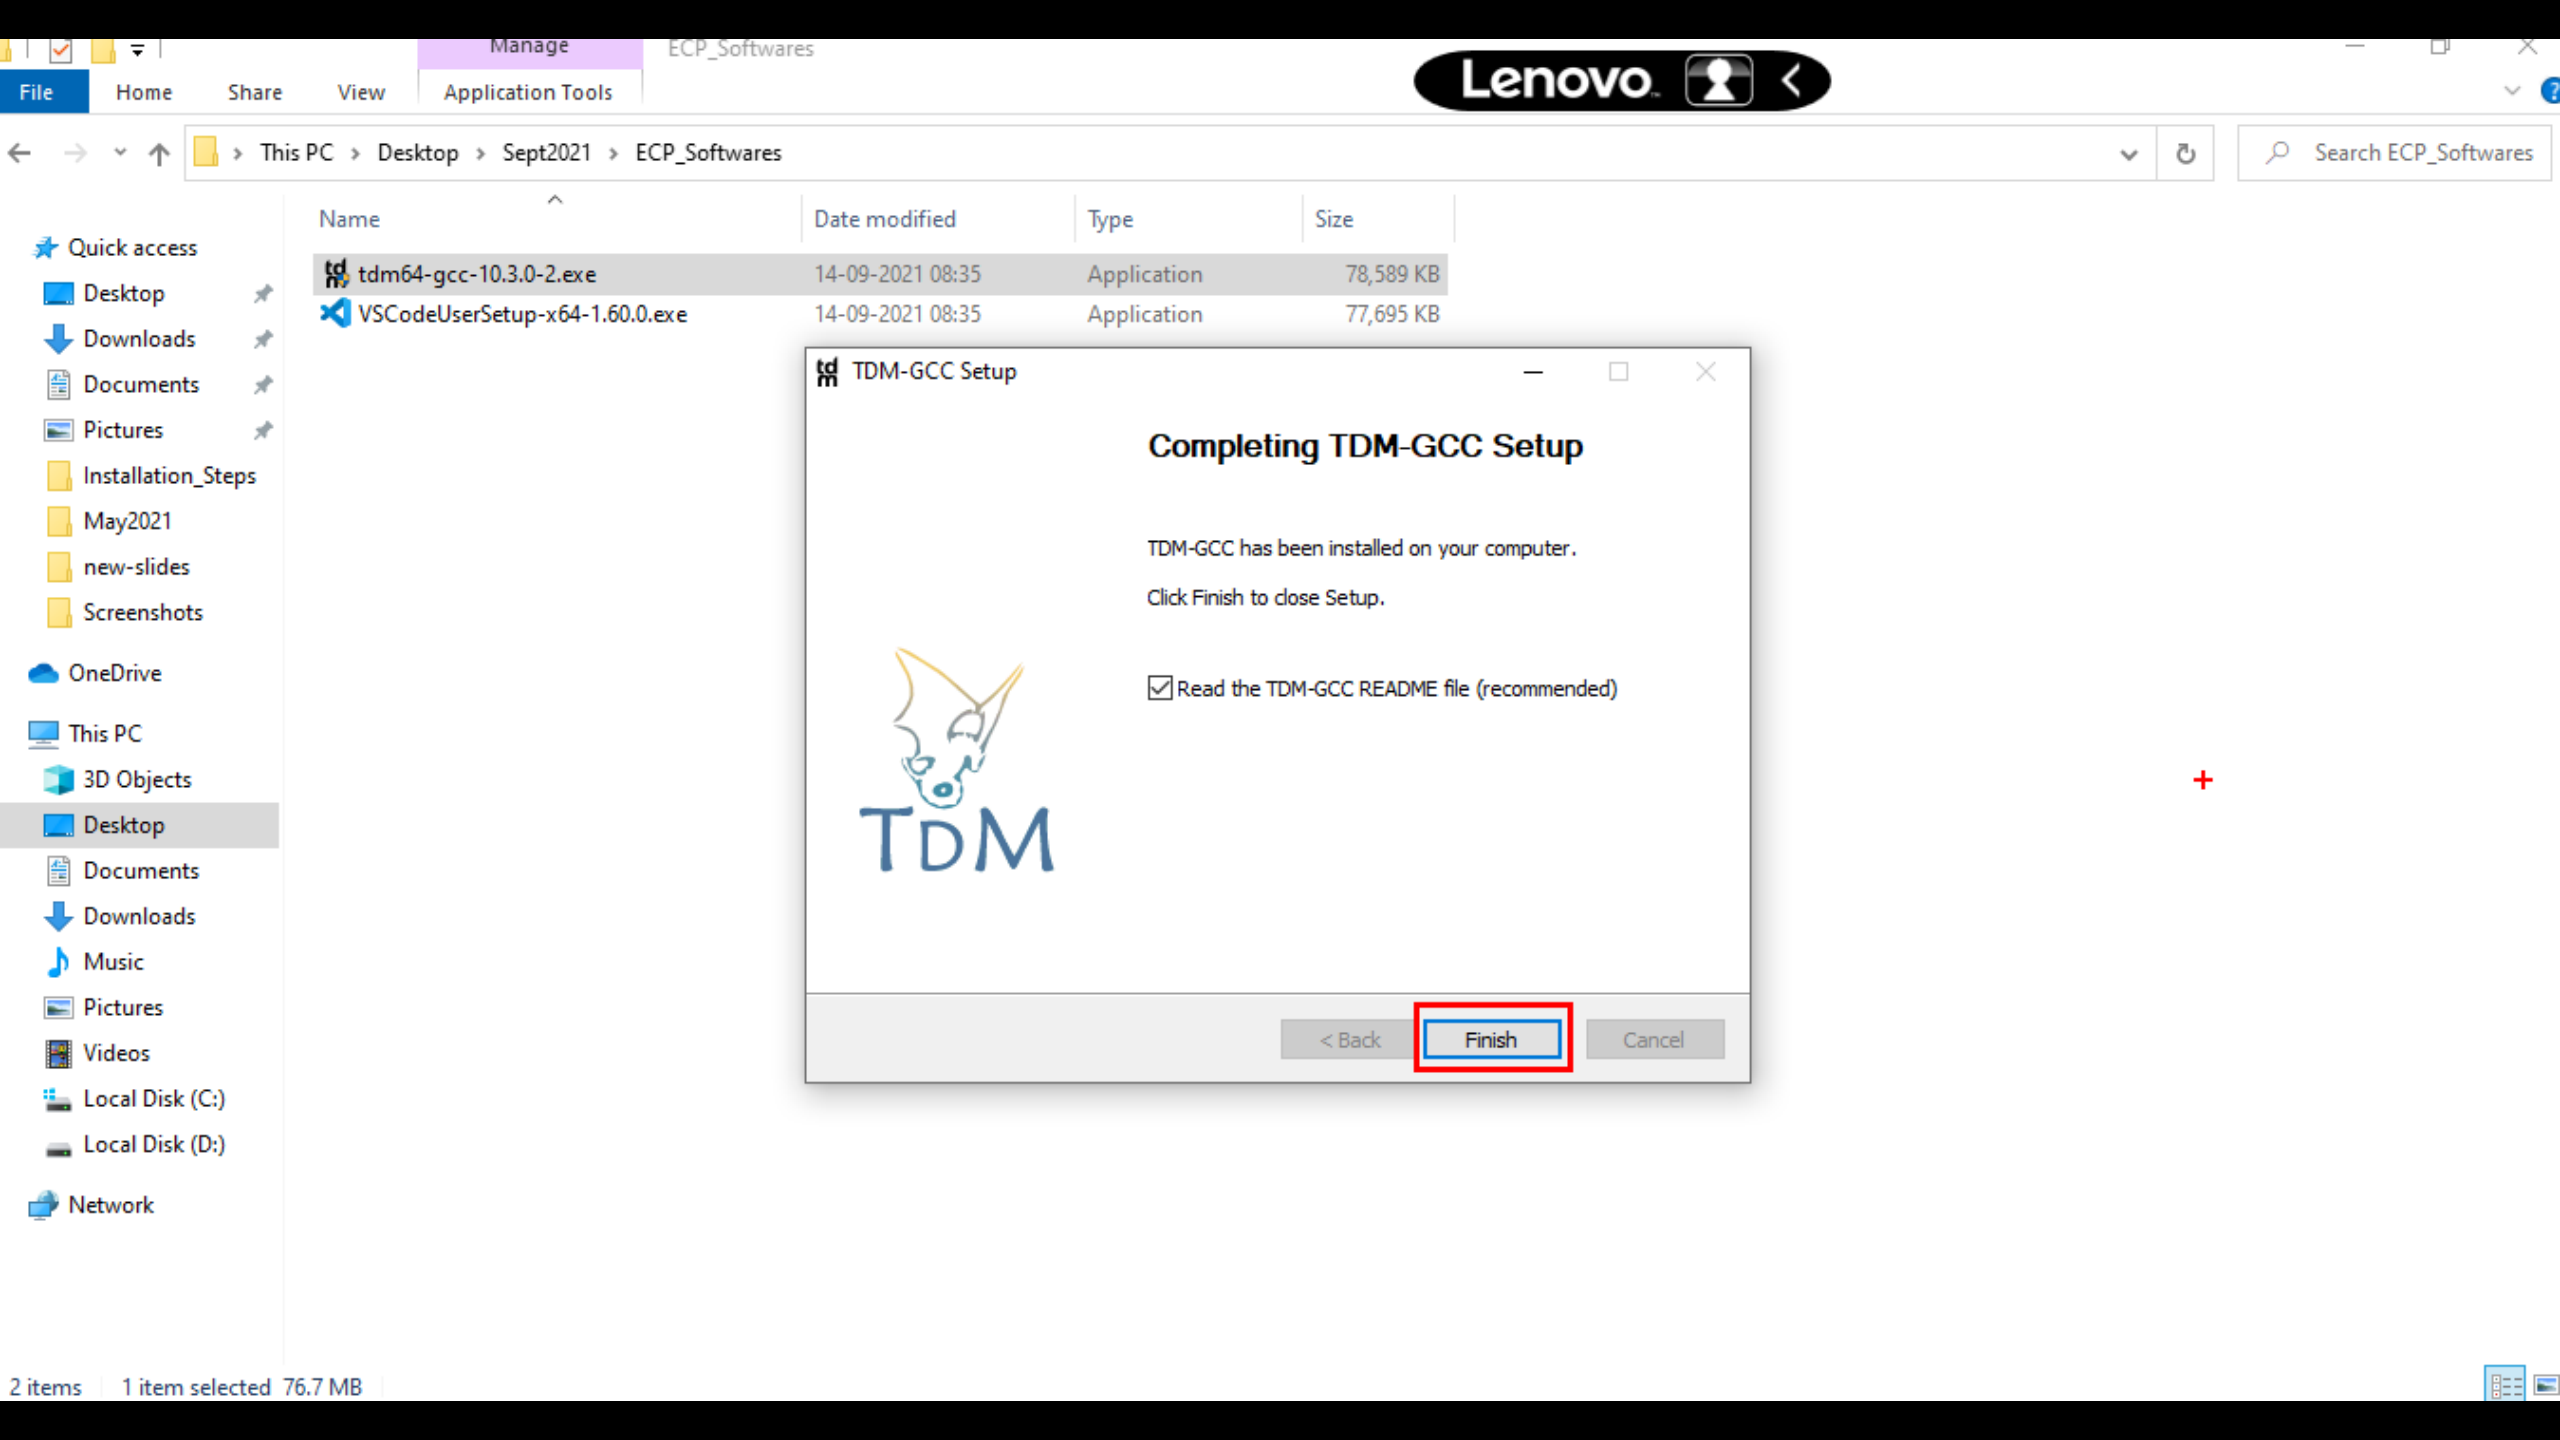 Manage
ECP_Softwares
File
Home
Share
View
Application Tools
Lenovo
This PC
Desktop
Sept2021
ECP_Softwares
Search ECP_Softwares
Name
Date modified
Type
Size
tdm64-gcc-10.3.0-2.exe
14-09-2021 08:35
Application
78,589 KB
VSCodeUserSetup-x64-1.60.0.exe
14-09-2021 08:35
Application
77,695 KB
Quick access
Desktop
Downloads
Documents
Pictures
Installation_Steps
May2021
new-slides
Screenshots
OneDrive
This PC
3D Objects
Desktop
Documents
Downloads
Music
Pictures
Videos
Local Disk (C:)
Local Disk (D:)
Network
tdm
TDM-GCC Setup
Completing TDM-GCC Setup
TDM-GCC has been installed on your computer.
Click Finish to close Setup.
Read the TDM-GCC README file (recommended)
TDM
< Back
Finish
Cancel
2 items
1 item selected 76.7 MB